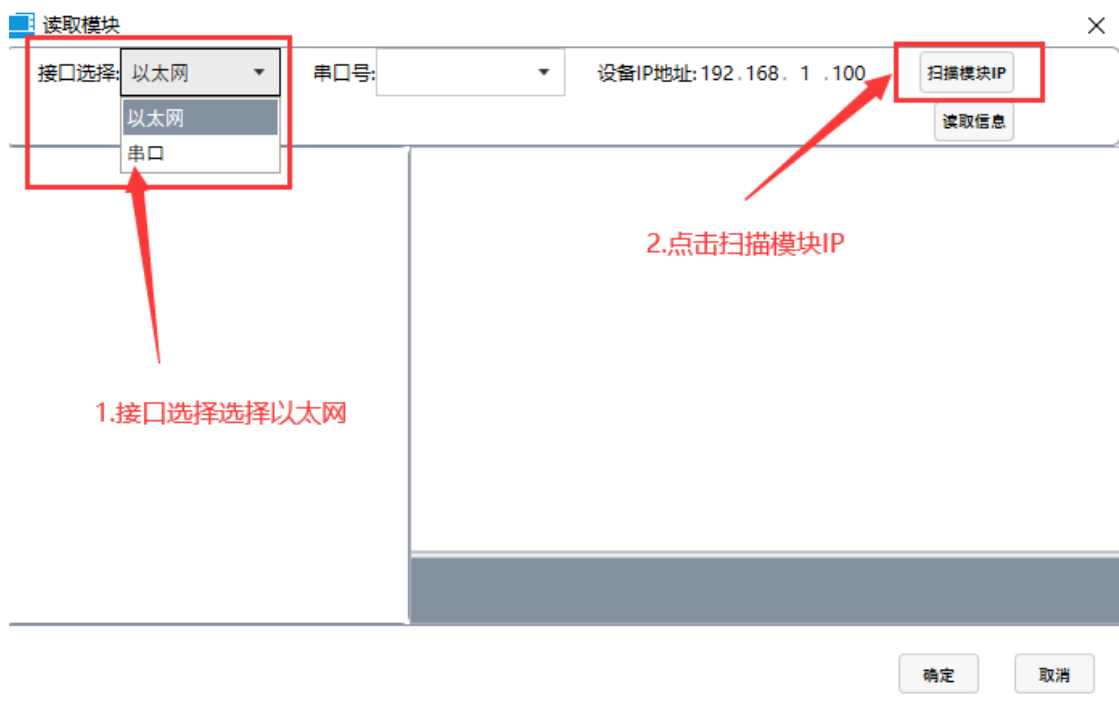 读取模块
接口选择: 以太网 串口号: 设备IP地址: 192.168. 1 .100 扫描模块IP
以太网 读取信息
串口
2.点击扫描模块IP
1.接口选择选择以太网
确定 取消